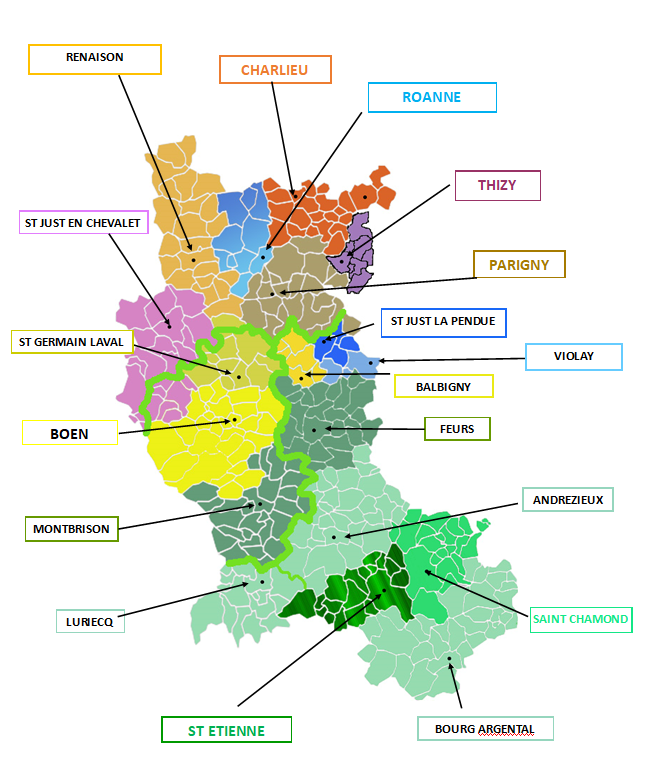 RENAISON
CHARLIEU
ROANNE
THIZY
ST JUST EN CHEVALET
PARIGNY
ST JUST LA PENDUE
ST GERMAIN LAVAL
VIOLAY
BALBIGNY
BOEN
FEURS
ANDREZIEUX
MONTBRISON
LURIECQ
SAINT CHAMOND
ST ETIENNE
BOURG ARGENTAL